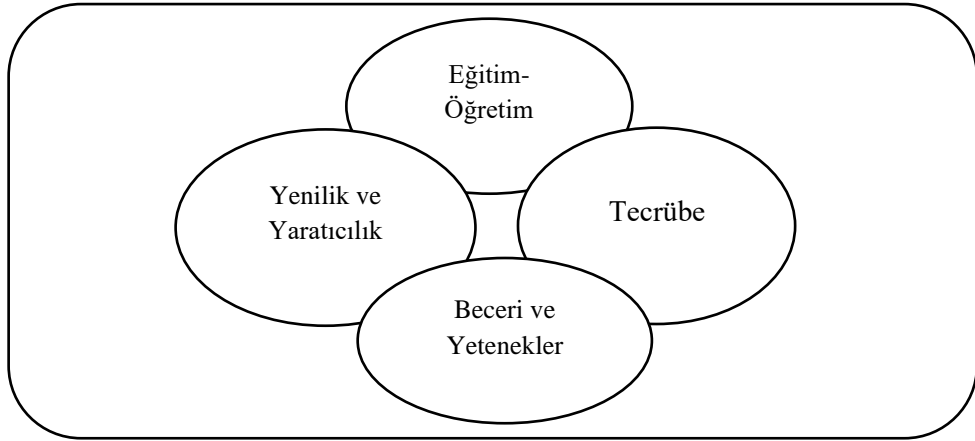 Eğitim-
Öğretim
Yenilik ve
Yaratıcılık
Tecrübe
Beceri ve
Yetenekler